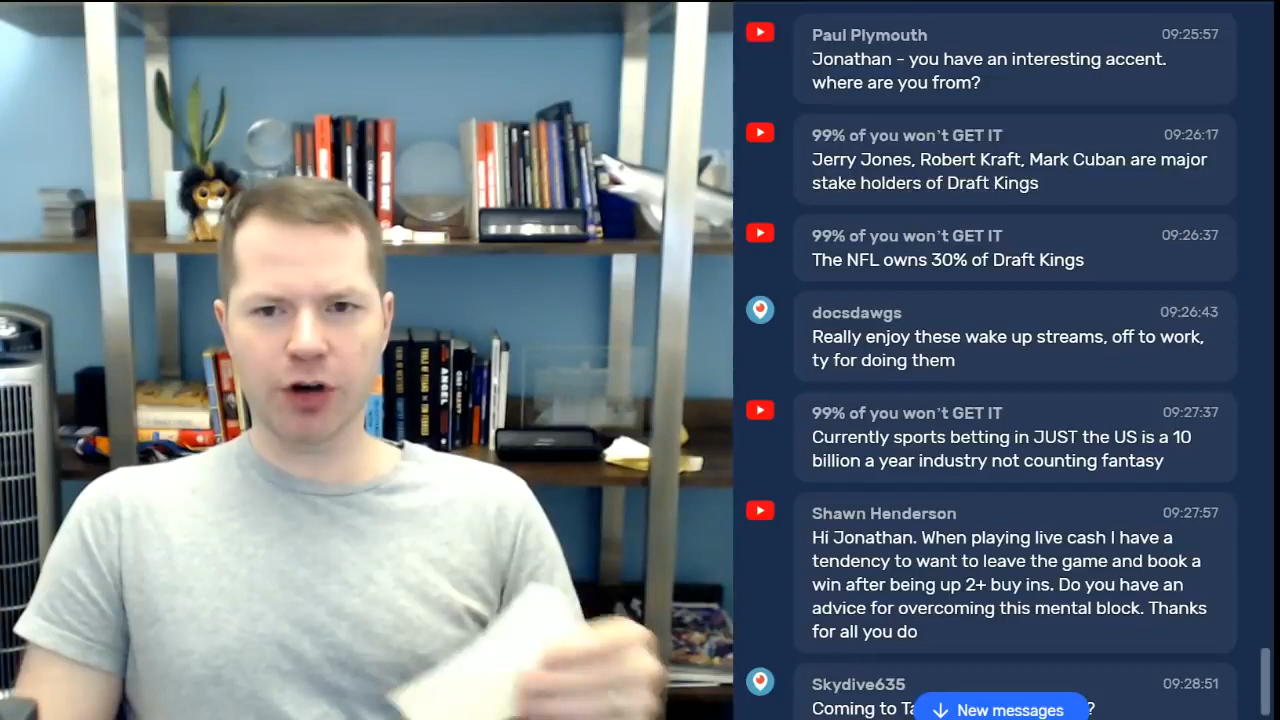 Paul Plymouth
09:25:57
Jonathan - you have an interesting accent.
where are you from?
99% of you won't GET IT
09:26:17
Jerry Jones, Robert Kraft, Mark Cuban are major
stake holders of Draft Kings
99% of you won't GET IT
09:26:37
The NFL owns 30% of Draft Kings
docsdawgs
09:26:43
Really enjoy these wake up streams, off to work,
ty for doing them
99% of you won't GET IT
09:27:37
Currently sports betting in JUST the US is a 10
billion a year industry not counting fantasy
Shawn Henderson
09:27:57
Hi Jonathan. When playing live cash I have a
tendency to want to leave the game and book a
win after being up 2+ buy ins. Do you have an
advice for overcoming this mental block. Thanks
for all you do
Skydive635
09:28:51
Coming to ?
New messages
ANGEL